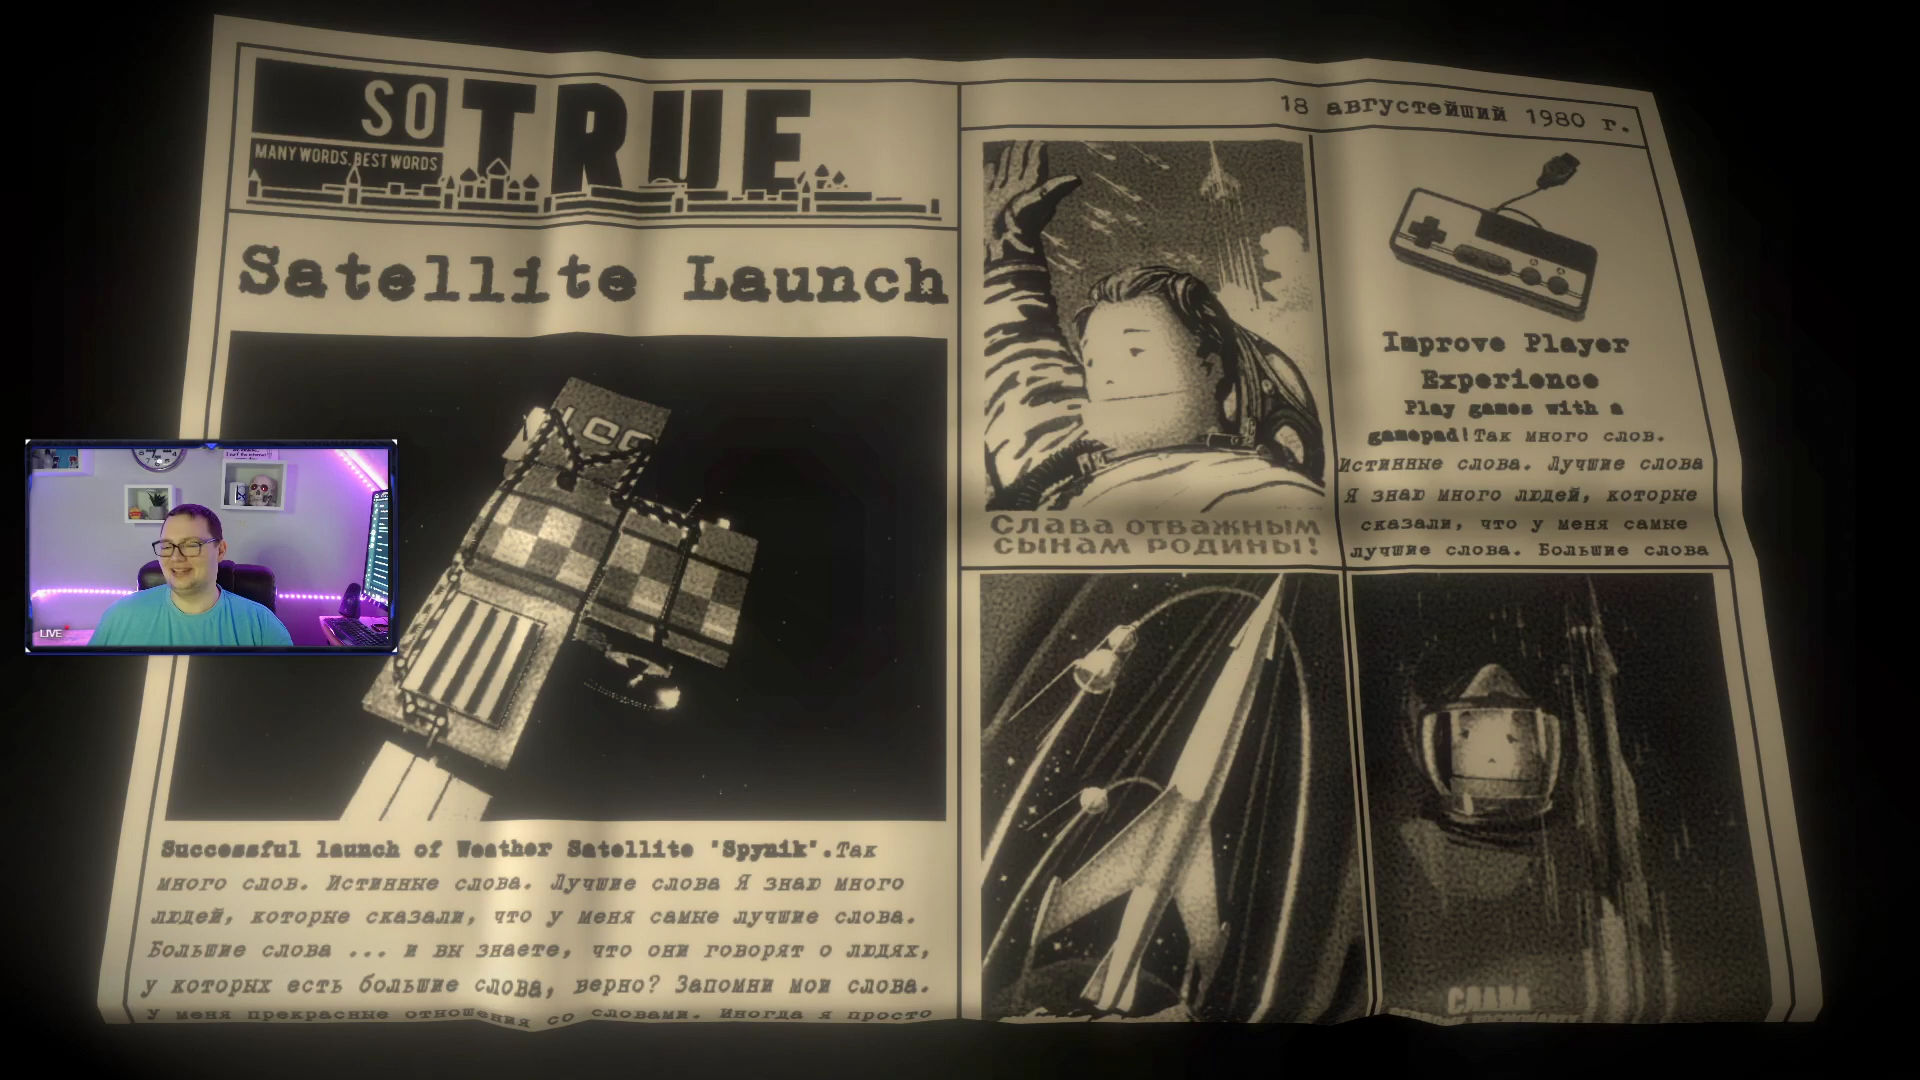 SO TRUE
MANY WORDS, BEST WORDS
18 августейший 1980 г.
Satellite Launch
Successful launch of Weather Satellite 'Spynik'. Так
много слов. Истинные слова. Лучшие слова Я знаю много
людей, которые сказали, что у меня самые лучшие слова.
Большие слова ... и вы знаете, что они говорят о людях,
у которых есть большие слова, верно? Запомни мои слова.
У меня прекрасные отношения со словами. Иногда я просто
Слава отважным
сынам родины!
Improve Player
Experience
Play games with a
gamepad! Так много слов.
Истинные слова. Лучшие слова
Я знаю много людей, которые
сказали, что у меня самые
лучшие слова. Большие слова
СЛАВА
LIVE